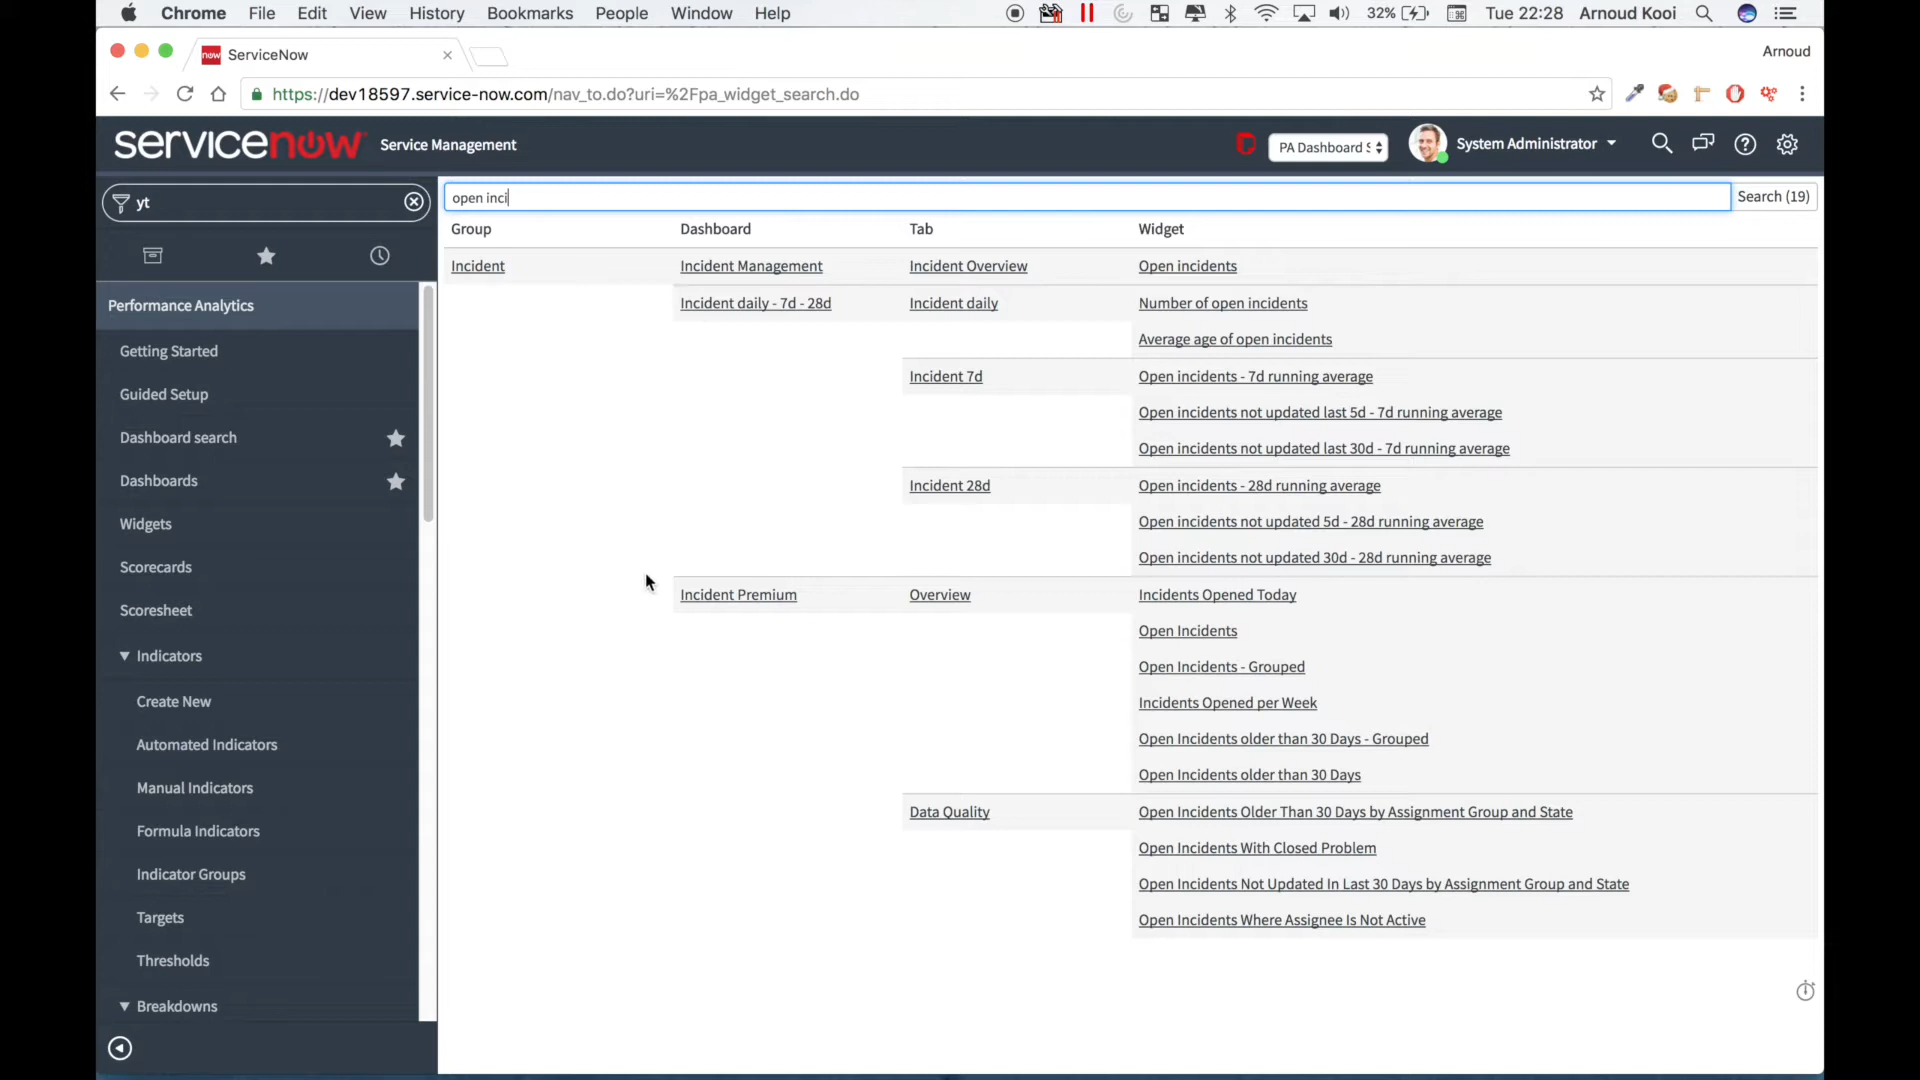 Chrome File Edit View History Bookmarks People Window Help 32% Tue 22:28 Arnoud Kooi
now ServiceNow Arnoud
https://dev18597.service-now.com/nav_to.do?uri=%2Fpa_widget_search.do
servicenow Service Management PA Dashboard S System Administrator
yt
open inci Search (19)
Group Dashboard Tab Widget
Incident Incident Management Incident Overview Open incidents
Incident daily - 7d - 28d Incident daily Number of open incidents
Average age of open incidents
Incident 7d Open incidents - 7d running average
Open incidents not updated last 5d - 7d running average
Open incidents not updated last 30d - 7d running average
Incident 28d Open incidents - 28d running average
Open incidents not updated 5d - 28d running average
Open incidents not updated 30d - 28d running average
Incident Premium Overview Incidents Opened Today
Open Incidents
Open Incidents - Grouped
Incidents Opened per Week
Open Incidents older than 30 Days - Grouped
Open Incidents older than 30 Days
Data Quality Open Incidents Older Than 30 Days by Assignment Group and State
Open Incidents With Closed Problem
Open Incidents Not Updated In Last 30 Days by Assignment Group and State
Open Incidents Where Assignee Is Not Active
Performance Analytics
Getting Started
Guided Setup
Dashboard search
Dashboards
Widgets
Scorecards
Scoresheet
Indicators
Create New
Automated Indicators
Manual Indicators
Formula Indicators
Indicator Groups
Targets
Thresholds
Breakdowns